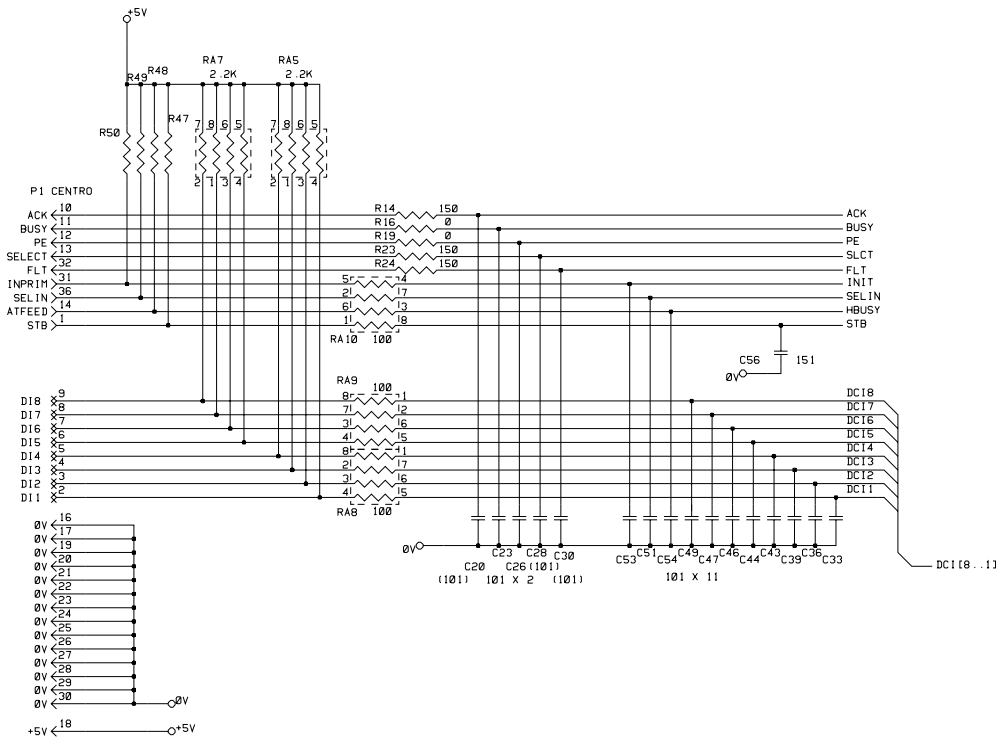 +5V
RA7
2.2K
RA5
2.2K
R49
R48
R47
R50
7 8 6 5
7 8 6 5
2 1 3 4
2 1 3 4
P1 CENTRO
ACK 10 R14 150 ACK
BUSY 11 R16 0 BUSY
PE 12 R19 0 PE
SELECT 13 R23 150 SLCT
FLT 32 R24 150 FLT
INPRIM 31 5 4 INIT
SELIN 36 2 7 SELIN
ATFEED 14 6 3 HBUSY
STB 1 1 8 STB
RA10 100
C56 151
0V
RA9 100
DI8 9 8 1 DCI8
DI7 8 7 2 DCI7
DI6 7 3 6 DCI6
DI5 6 4 5 DCI5
DI4 5 8 1 DCI4
DI3 4 2 7 DCI3
DI2 3 3 6 DCI2
DI1 2 4 5 DCI1
RA8 100
0V 16
0V 17
0V 19
0V 20
0V 21
0V 22
0V 23
0V 24
0V 25
0V 26
0V 27
0V 28
0V 29
0V 30 0V
+5V 18 +5V
0V
C20 C23 C26 C28 C30 C53 C51 C54 C49 C47 C46 C44 C43 C39 C36 C33
(101) 101 X 2 (101) (101)
101 X 11
DCI[8..1]